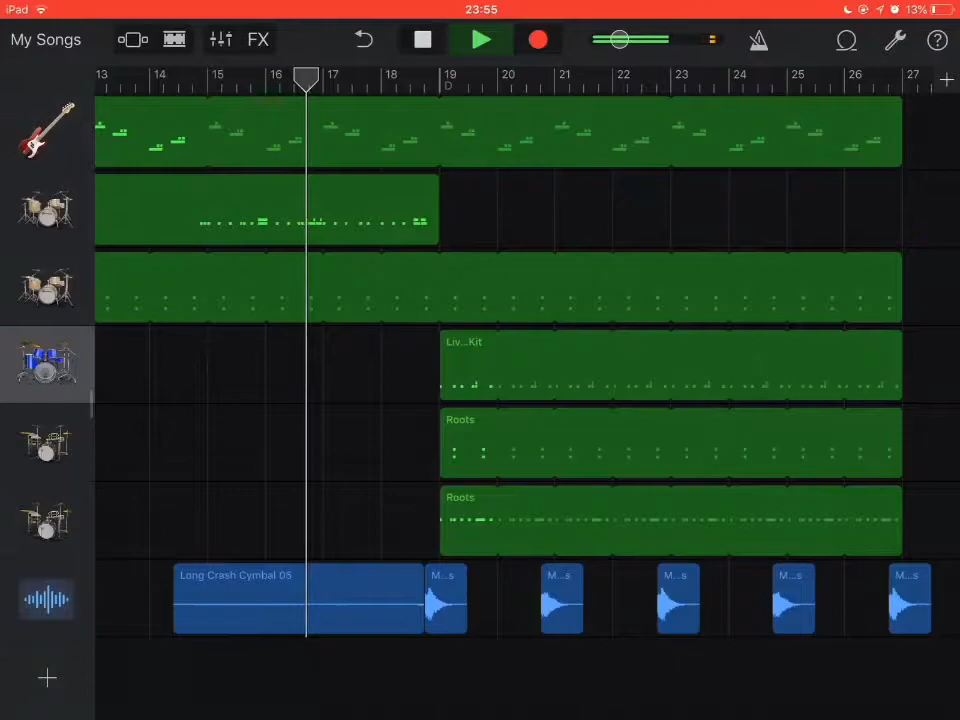 iPad 23:55 13%
My Songs FX
13 14 15 16 17 18 19 20 21 22 23 24 25 26 27
D
Liv...Kit
Roots
Roots
Long Crash Cymbal 05 M...s M...s M...s M...s M...s